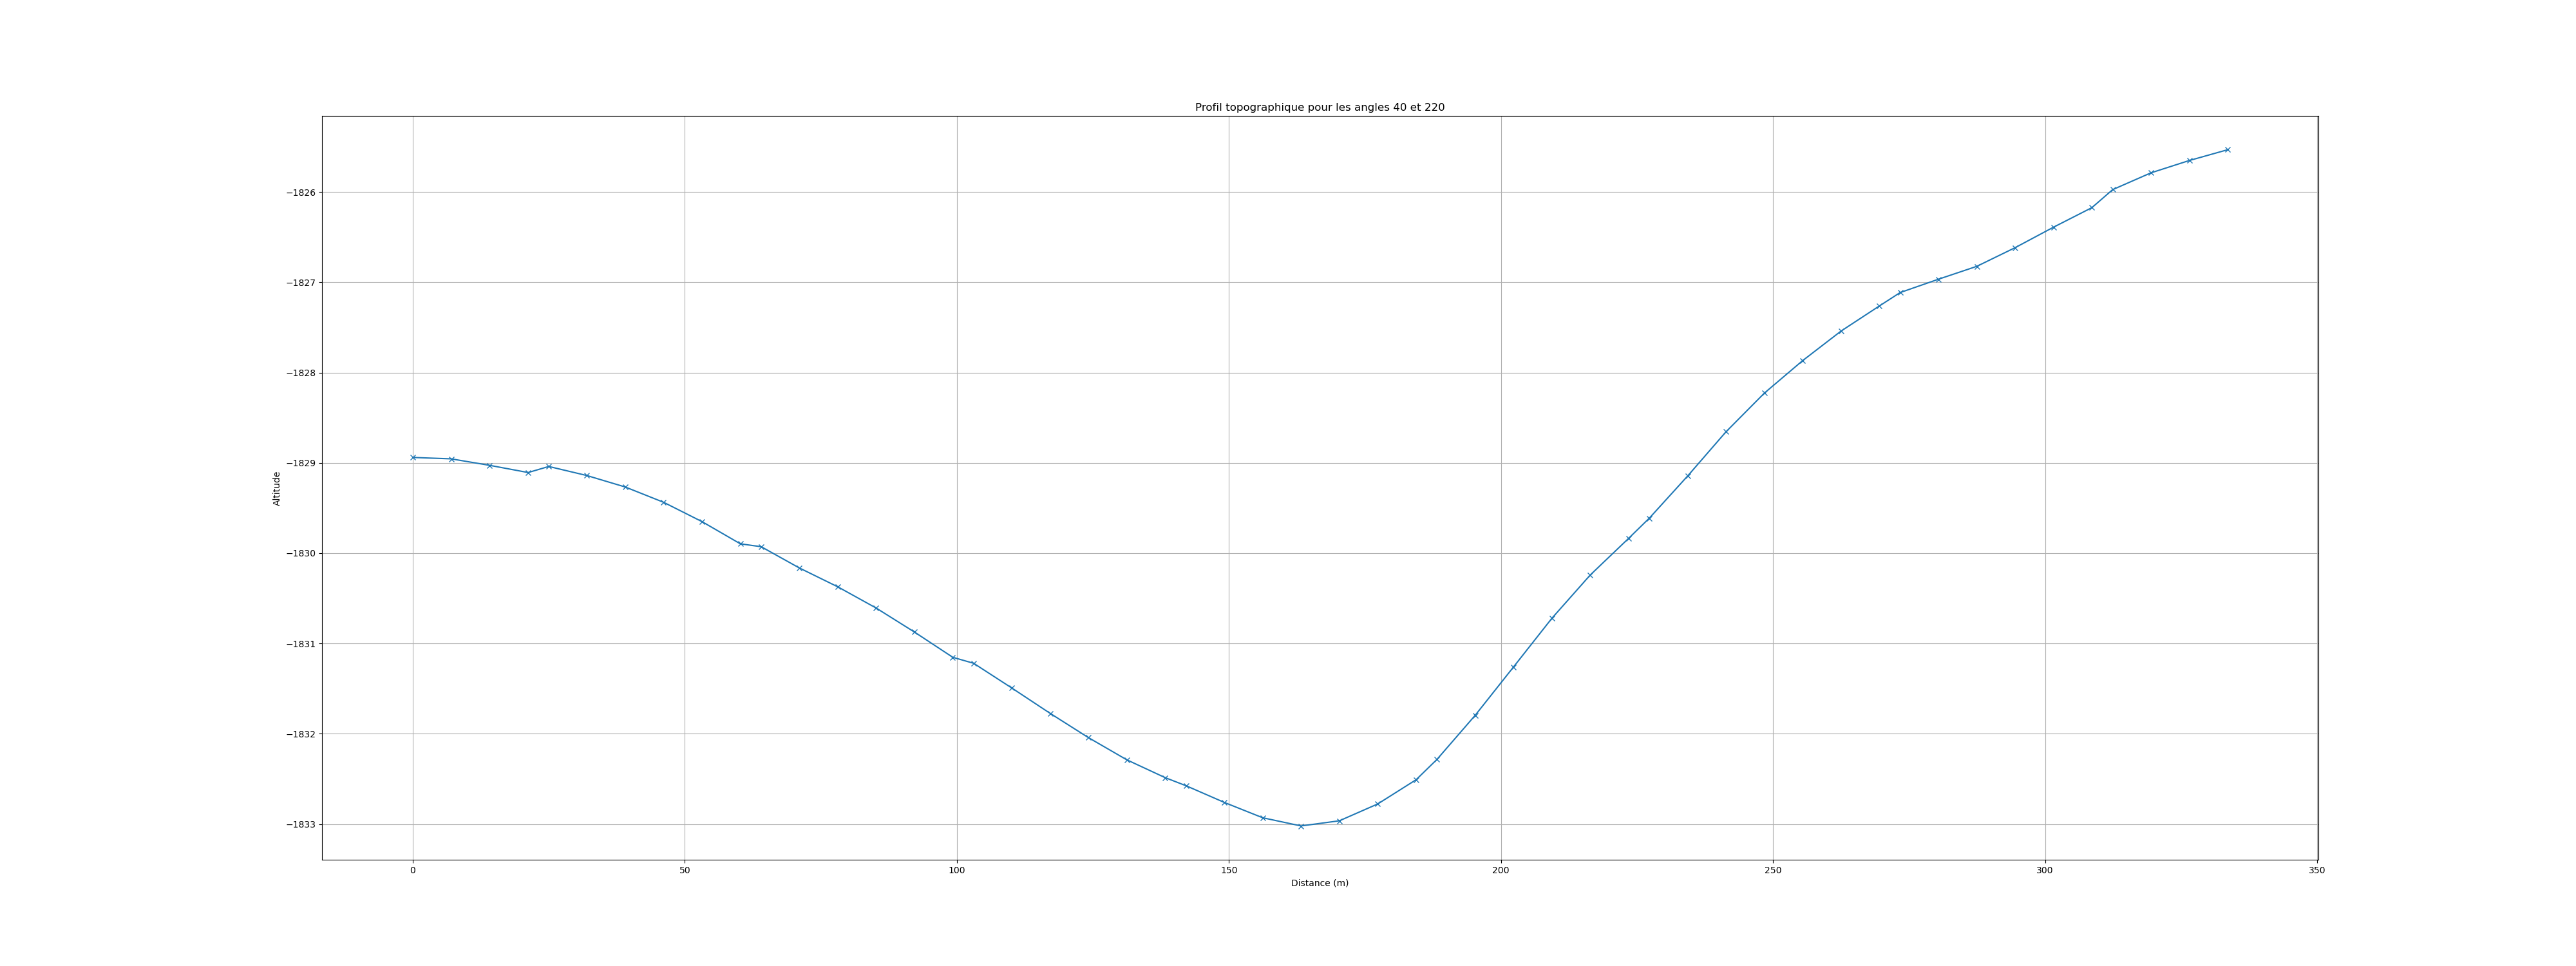 Profil topographique pour les angles 40 et 220
Altitude
−1826
−1827
−1828
−1829
−1830
−1831
−1832
−1833
0 50 100 150 200 250 300 350
Distance (m)